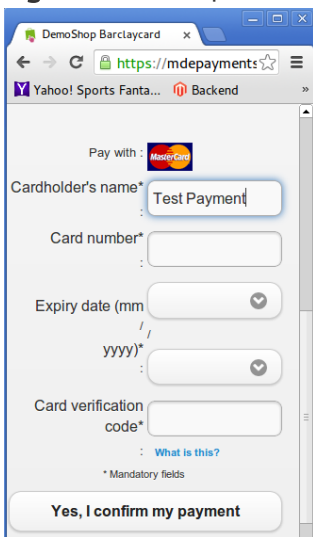 DemoShop Barclaycard
https://mdepayments
Yahoo! Sports Fanta... Backend »
Pay with : MasterCard
Cardholder's name*
: Test Payment
Card number*
:
Expiry date (mm
/ /
yyyy)*
:
Card verification
code*
: What is this?
* Mandatory fields
Yes, I confirm my payment